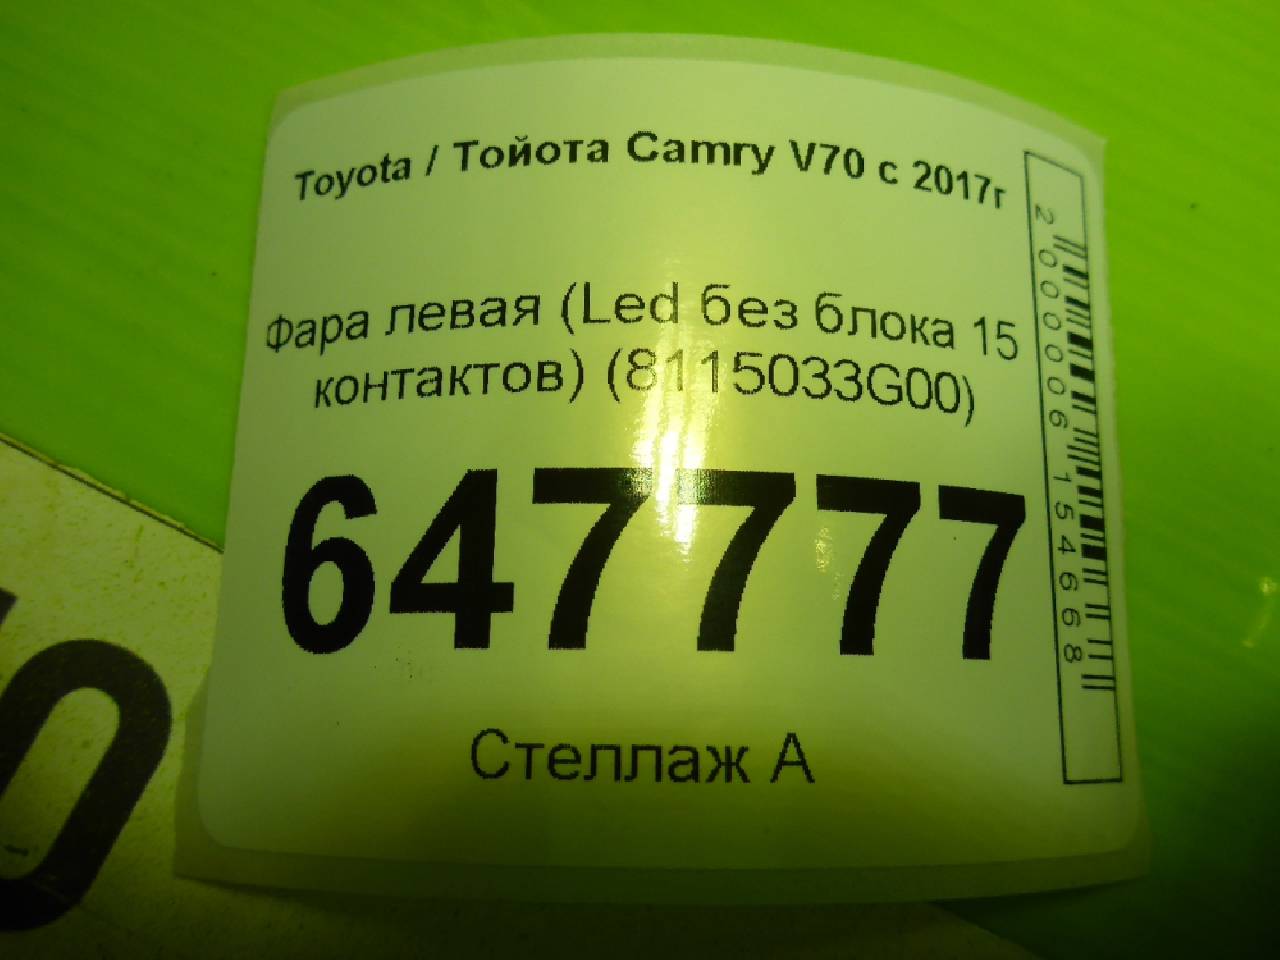 Toyota / Тойота Camry V70 с 2017г
Фара левая (Led без блока 15
контактов) (8115033G00)
647777
Стеллаж А
2000006154668